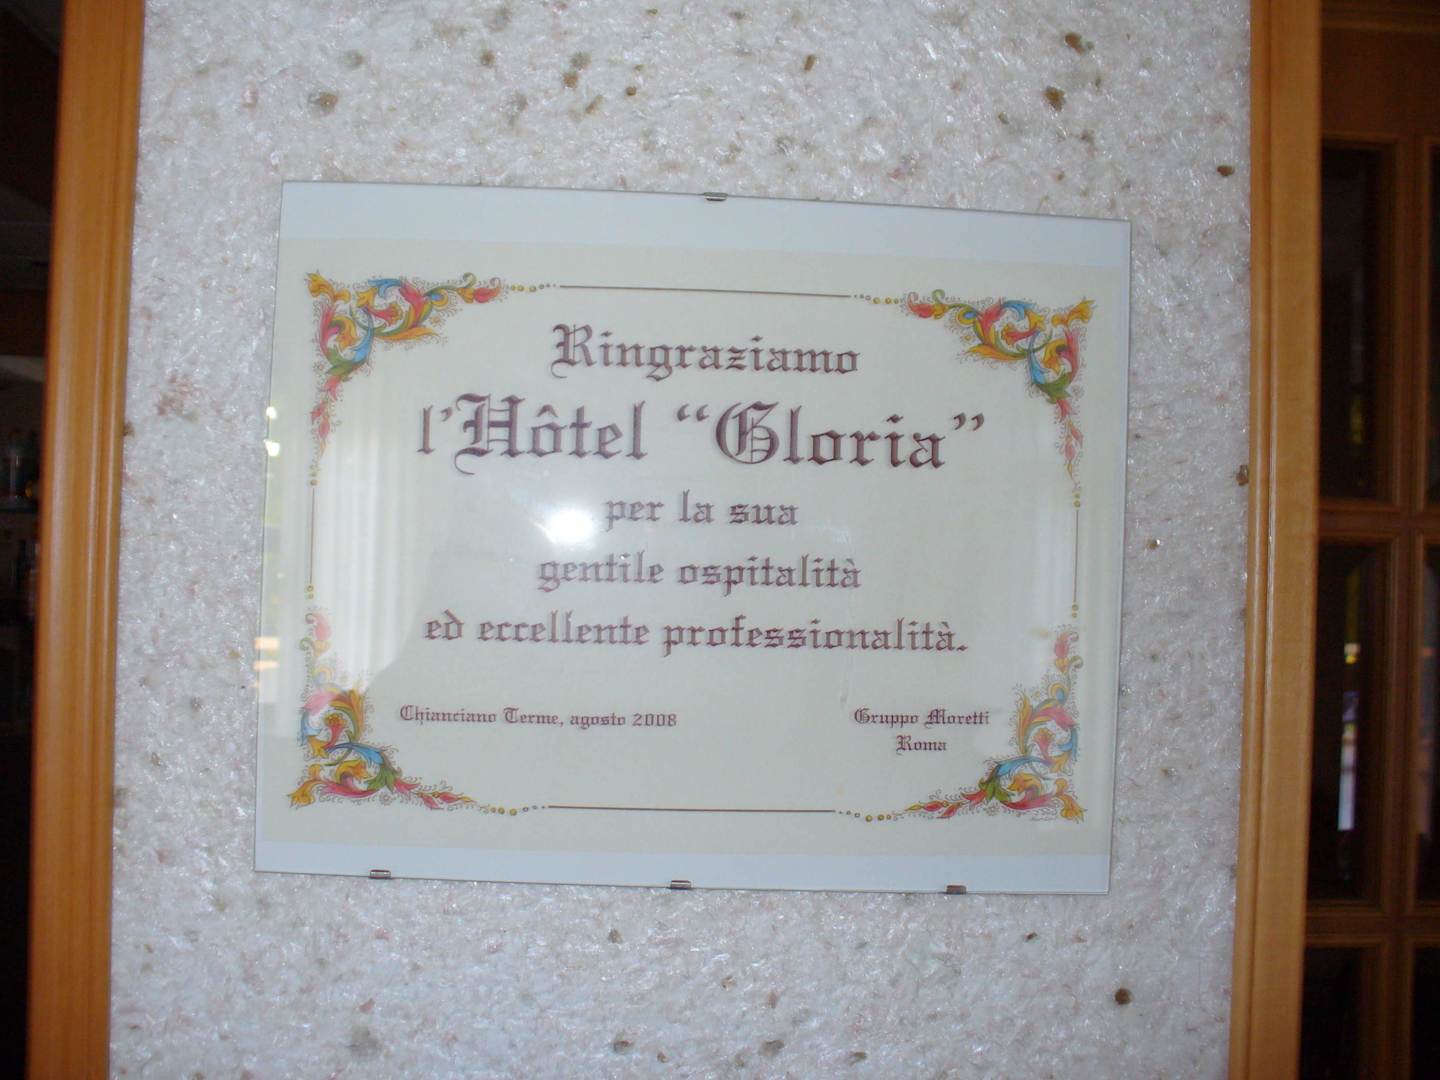 Ringraziamo
l'Hôtel “Gloria”
per la sua
gentile ospitalità
ed eccellente professionalità.
Chianciano Terme, agosto 2008
Gruppo Moretti
Roma